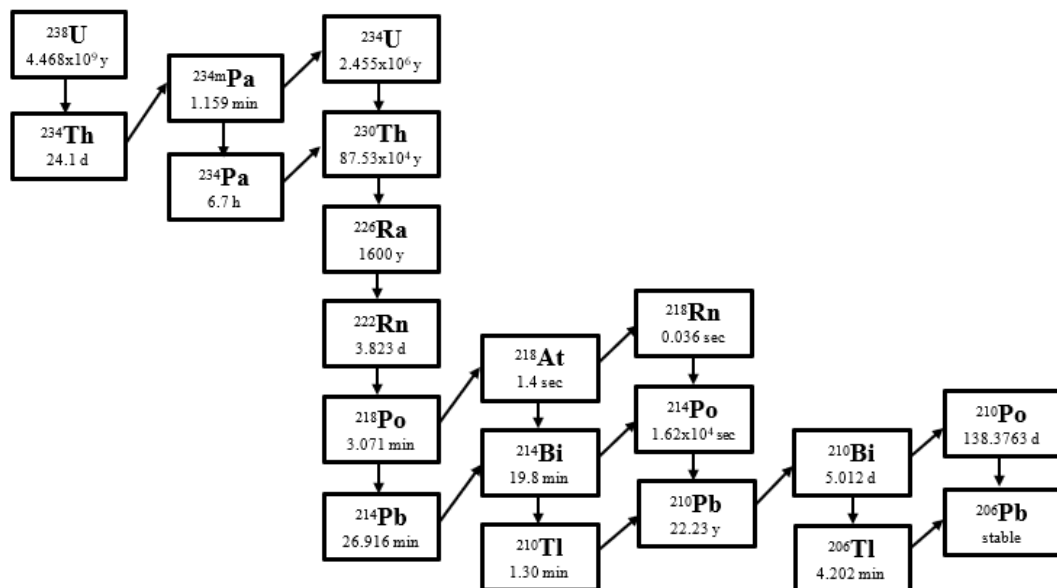 ²³⁸U
4.468x10⁹ y
²³⁴Th
24.1 d
²³⁴ᵐPa
1.159 min
²³⁴Pa
6.7 h
²³⁴U
2.455x10⁶ y
²³⁰Th
87.53x10⁴ y
²²⁶Ra
1600 y
²²²Rn
3.823 d
²¹⁸Po
3.071 min
²¹⁴Pb
26.916 min
²¹⁸At
1.4 sec
²¹⁴Bi
19.8 min
²¹⁰Tl
1.30 min
²¹⁸Rn
0.036 sec
²¹⁴Po
1.62x10⁴ sec
²¹⁰Pb
22.23 y
²¹⁰Bi
5.012 d
²⁰⁶Tl
4.202 min
²¹⁰Po
138.3763 d
²⁰⁶Pb
stable